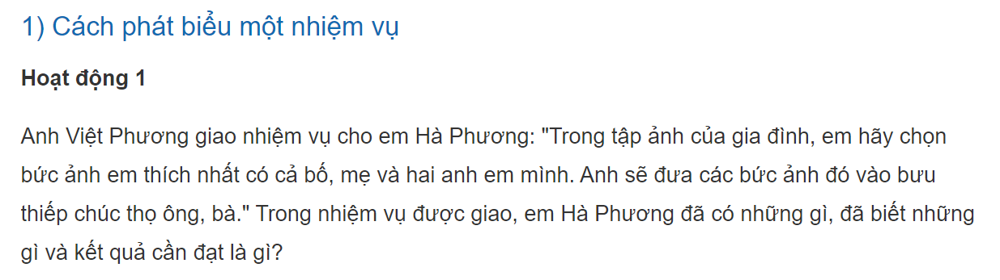 1) Cách phát biểu một nhiệm vụ
Hoạt động 1
Anh Việt Phương giao nhiệm vụ cho em Hà Phương: "Trong tập ảnh của gia đình, em hãy chọn
bức ảnh em thích nhất có cả bố, mẹ và hai anh em mình. Anh sẽ đưa các bức ảnh đó vào bưu
thiếp chúc thọ ông, bà." Trong nhiệm vụ được giao, em Hà Phương đã có những gì, đã biết những
gì và kết quả cần đạt là gì?